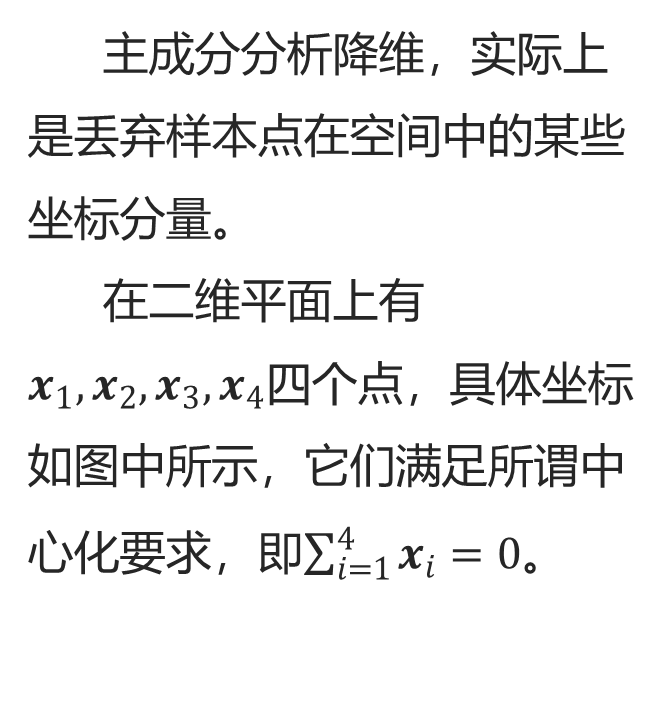 主成分分析降维，实际上
是丢弃样本点在空间中的某些
坐标分量。
在二维平面上有
x₁, x₂, x₃, x₄四个点，具体坐标
如图中所示，它们满足所谓中
心化要求，即∑⁴ᵢ₌₁ xᵢ = 0。